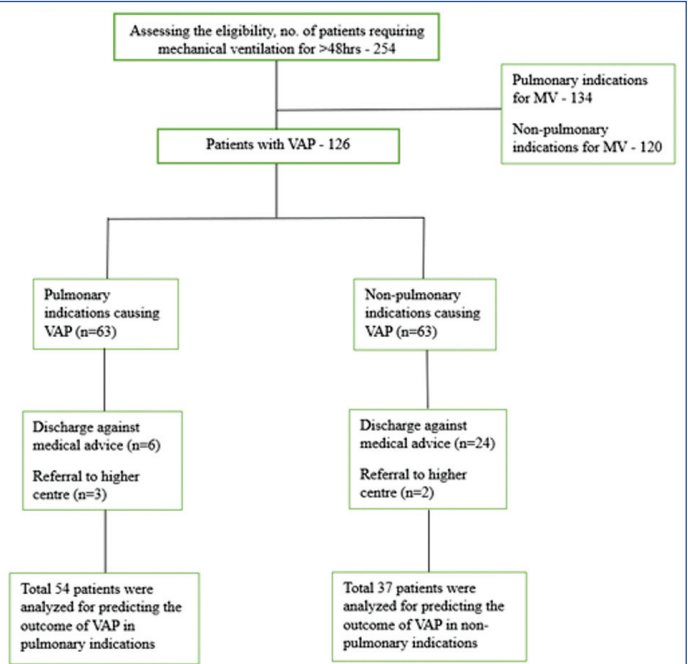 Assessing the eligibility, no. of patients requiring
mechanical ventilation for >48hrs - 254
Pulmonary indications
for MV - 134
Non-pulmonary
indications for MV - 120
Patients with VAP - 126
Pulmonary
indications causing
VAP (n=63)
Non-pulmonary
indications causing
VAP (n=63)
Discharge against
medical advice (n=6)
Referral to higher
centre (n=3)
Discharge against
medical advice (n=24)
Referral to higher
centre (n=2)
Total 54 patients were
analyzed for predicting the
outcome of VAP in
pulmonary indications
Total 37 patients were
analyzed for predicting the
outcome of VAP in non-
pulmonary indications